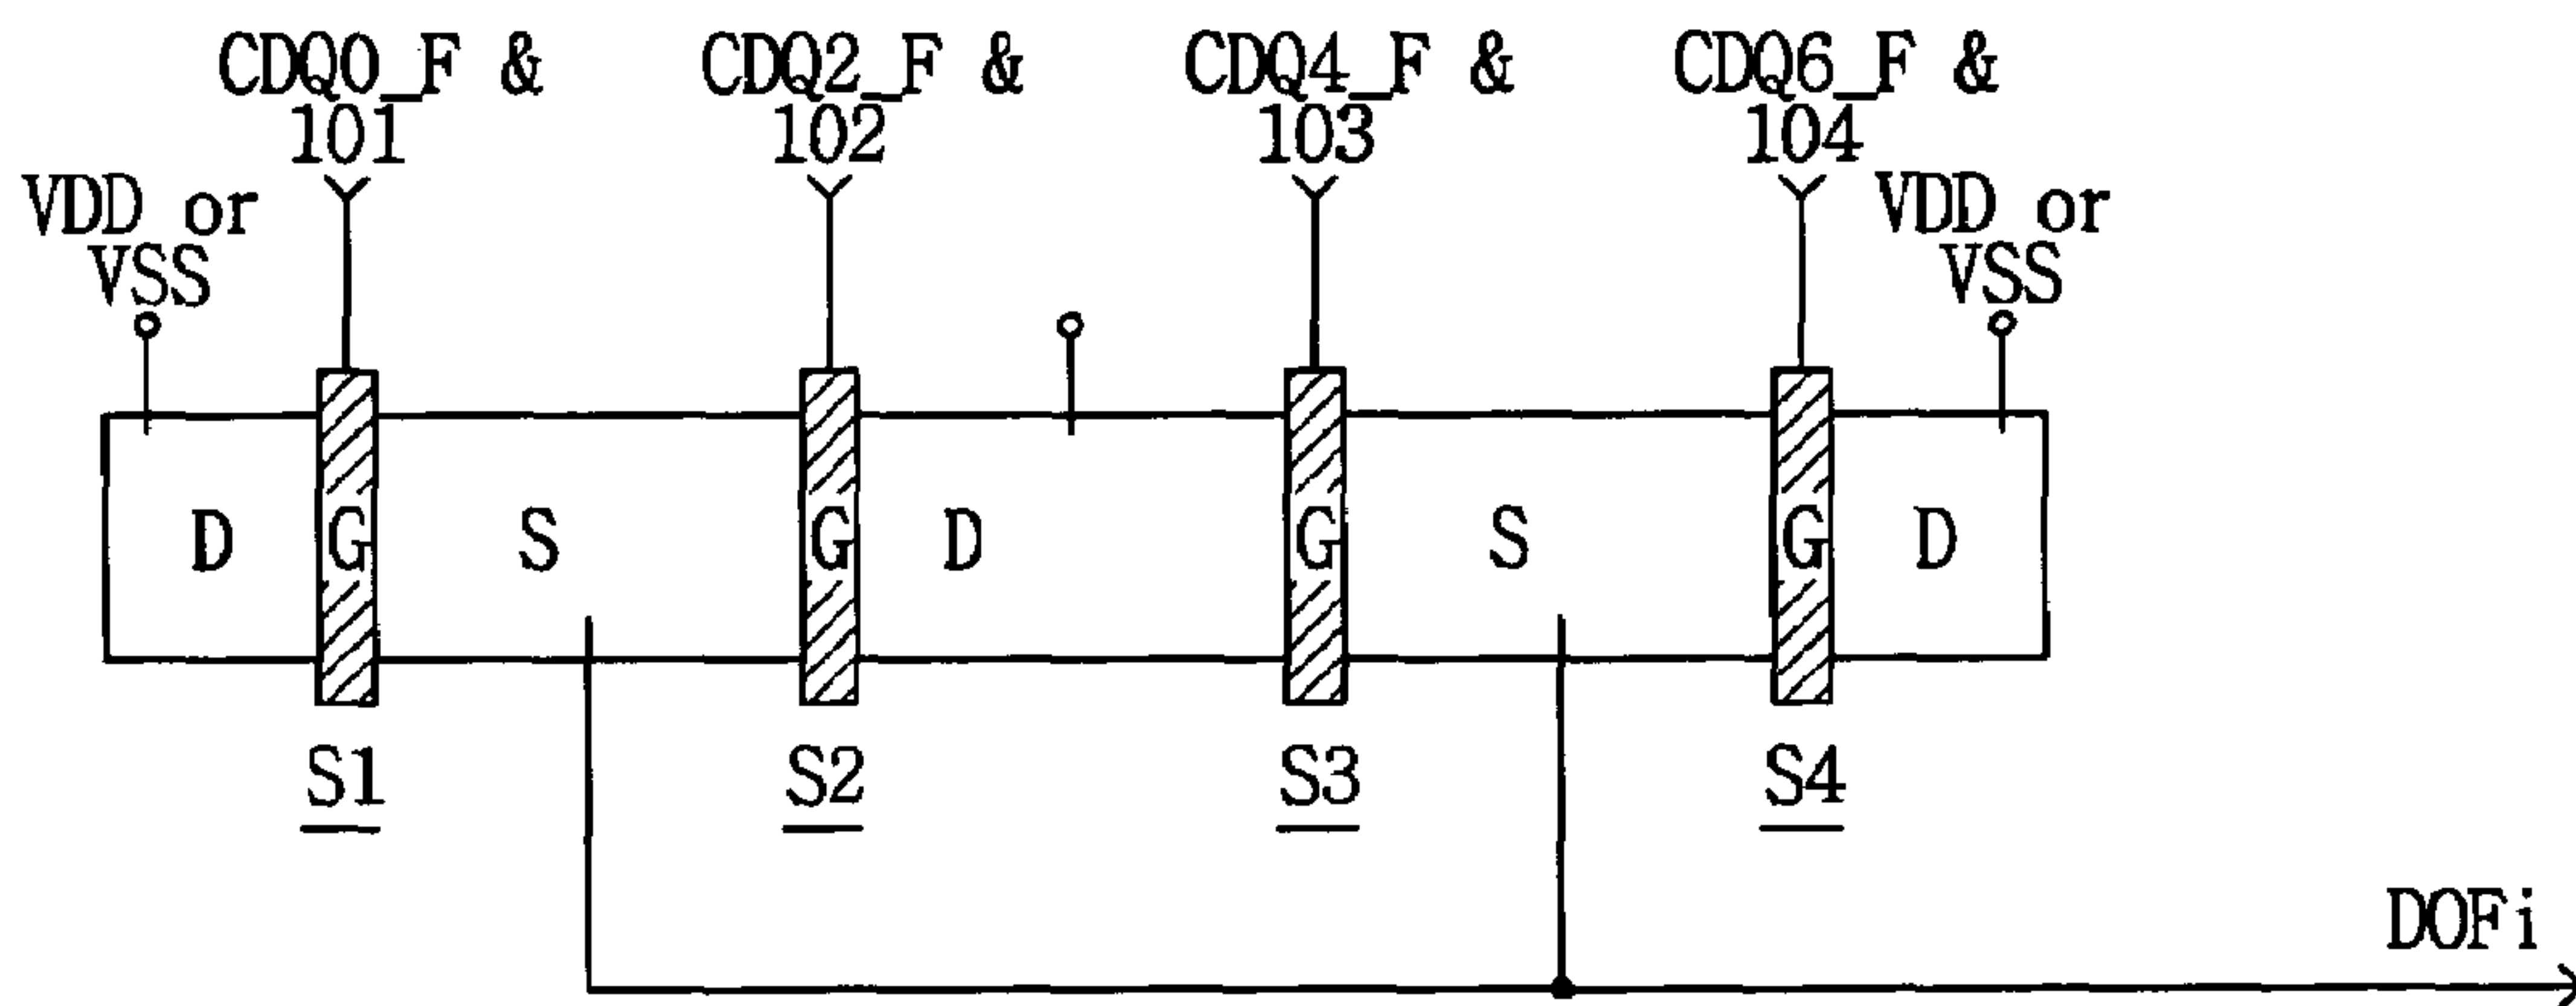 CDQ0_F &
101
CDQ2_F &
102
CDQ4_F &
103
CDQ6_F &
104
VDD or
VSS
VDD or
VSS
D
G
S
G
D
G
S
G
D
S1
S2
S3
S4
DOFi